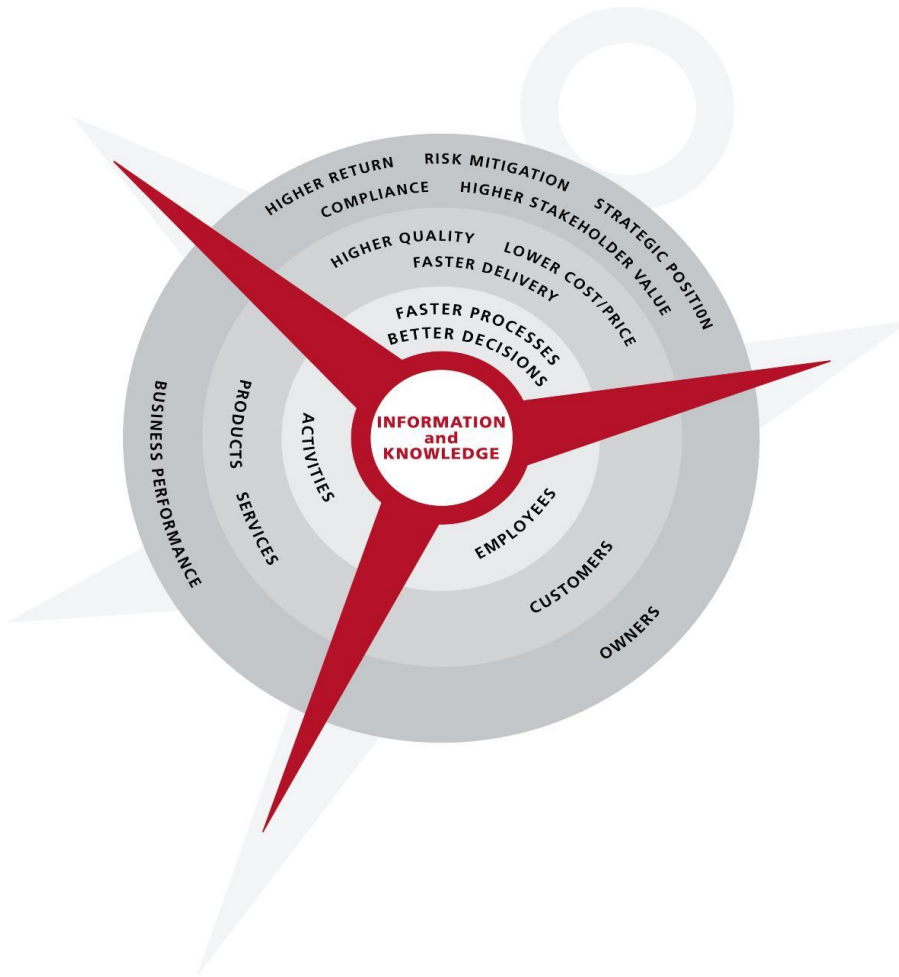 HIGHER RETURN
RISK MITIGATION
STRATEGIC POSITION
COMPLIANCE
HIGHER STAKEHOLDER VALUE
HIGHER QUALITY
LOWER COST/PRICE
FASTER DELIVERY
FASTER PROCESSES
BETTER DECISIONS
BUSINESS PERFORMANCE
PRODUCTS
SERVICES
ACTIVITIES
INFORMATION
and
KNOWLEDGE
EMPLOYEES
CUSTOMERS
OWNERS